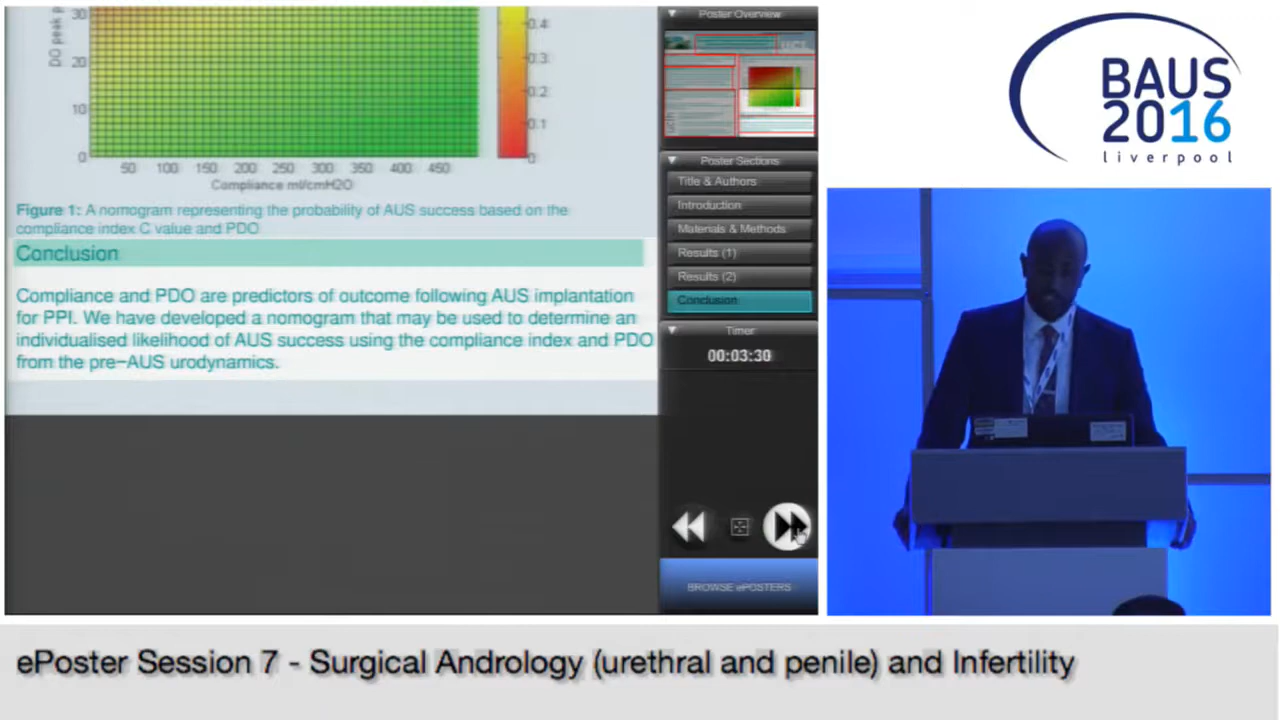 DO peak p
30
20
10
0
50 100 150 200 250 300 350 400 450
Compliance ml/cmH2O
0.4
0.3
0.2
0.1
0
Figure 1: A nomogram representing the probability of AUS success based on the
compliance index C value and PDO
Conclusion
Compliance and PDO are predictors of outcome following AUS implantation
for PPI. We have developed a nomogram that may be used to determine an
individualised likelihood of AUS success using the compliance index and PDO
from the pre-AUS urodynamics.
Poster Overview
UCL
Poster Sections
Title & Authors
Introduction
Materials & Methods
Results (1)
Results (2)
Conclusion
Timer
00:03:30
BROWSE ePOSTERS
BAUS
2016
liverpool
ePoster Session 7 - Surgical Andrology (urethral and penile) and Infertility